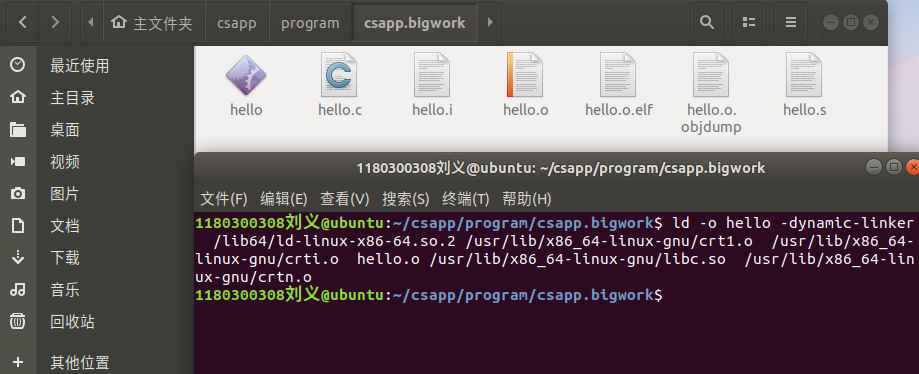 主文件夹 csapp program csapp.bigwork
最近使用
主目录
桌面
视频
图片
文档
下载
音乐
回收站
其他位置
hello hello.c hello.i hello.o hello.o.elf hello.o.objdump hello.s
1180300308刘义@ubuntu: ~/csapp/program/csapp.bigwork
文件(F) 编辑(E) 查看(V) 搜索(S) 终端(T) 帮助(H)
1180300308刘义@ubuntu:~/csapp/program/csapp.bigwork$ ld -o hello -dynamic-linker
/lib64/ld-linux-x86-64.so.2 /usr/lib/x86_64-linux-gnu/crt1.o /usr/lib/x86_64-
linux-gnu/crti.o hello.o /usr/lib/x86_64-linux-gnu/libc.so /usr/lib/x86_64-lin
ux-gnu/crtn.o
1180300308刘义@ubuntu:~/csapp/program/csapp.bigwork$